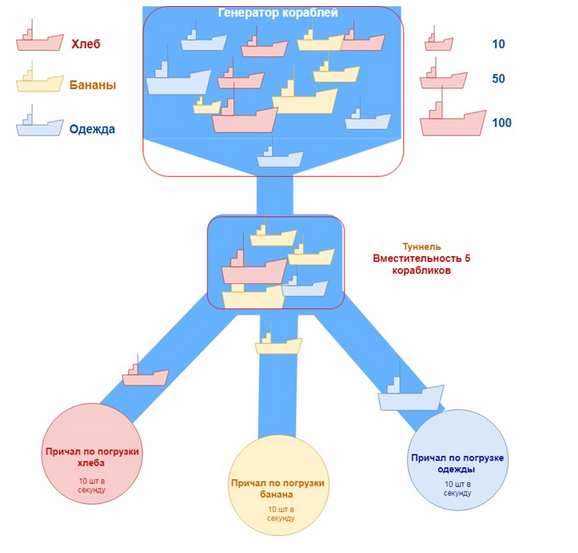 Генератор кораблей
Хлеб
Бананы
Одежда
10
50
100
Туннель
Вместительность 5
корабликов
Причал по погрузки
хлеба
10 шт в
секунду
Причал по погрузки
банана
10 шт в
секунду
Причал по погрузке
одежды
10 шт в
секунду